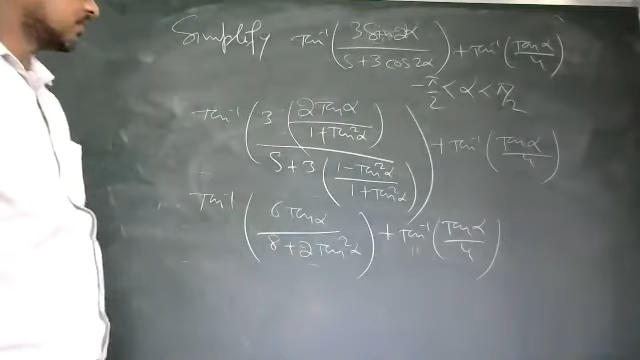 Simplify tan⁻¹(3Sin2α/5+3cos2α)+tan⁻¹(Tanα/4)
-π/2<α<π/2
tan⁻¹(3(2Tanα/1+Tan²α)/5+3(1-Tan²α/1+Tan²α))+tan⁻¹(Tanα/4)
Tan⁻¹(6Tanα/8+2Tan²α)+Tan⁻¹(Tanα/4)